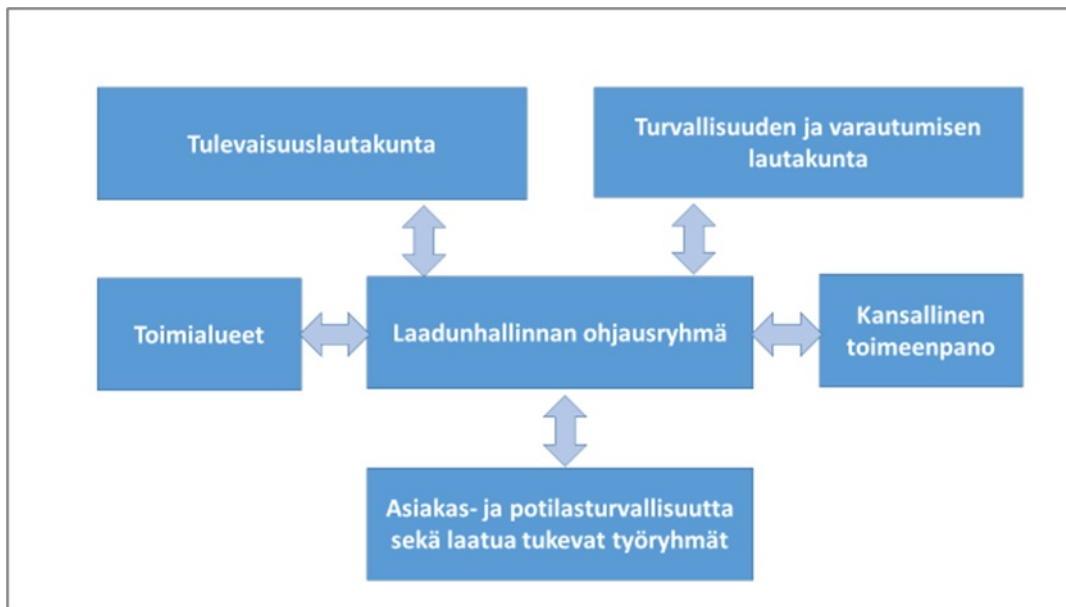 Tulevaisuuslautakunta
Turvallisuuden ja varautumisen
lautakunta
Toimialueet
Laadunhallinnan ohjausryhmä
Kansallinen
toimeenpano
Asiakas- ja potilasturvallisuutta
sekä laatua tukevat työryhmät